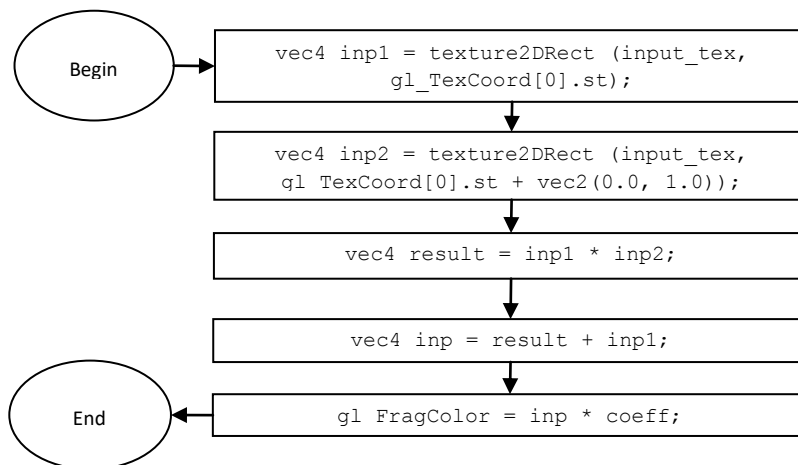 Begin
vec4 inp1 = texture2DRect (input_tex,
gl_TexCoord[0].st);
vec4 inp2 = texture2DRect (input_tex,
gl TexCoord[0].st + vec2(0.0, 1.0));
vec4 result = inp1 * inp2;
vec4 inp = result + inp1;
gl FragColor = inp * coeff;
End